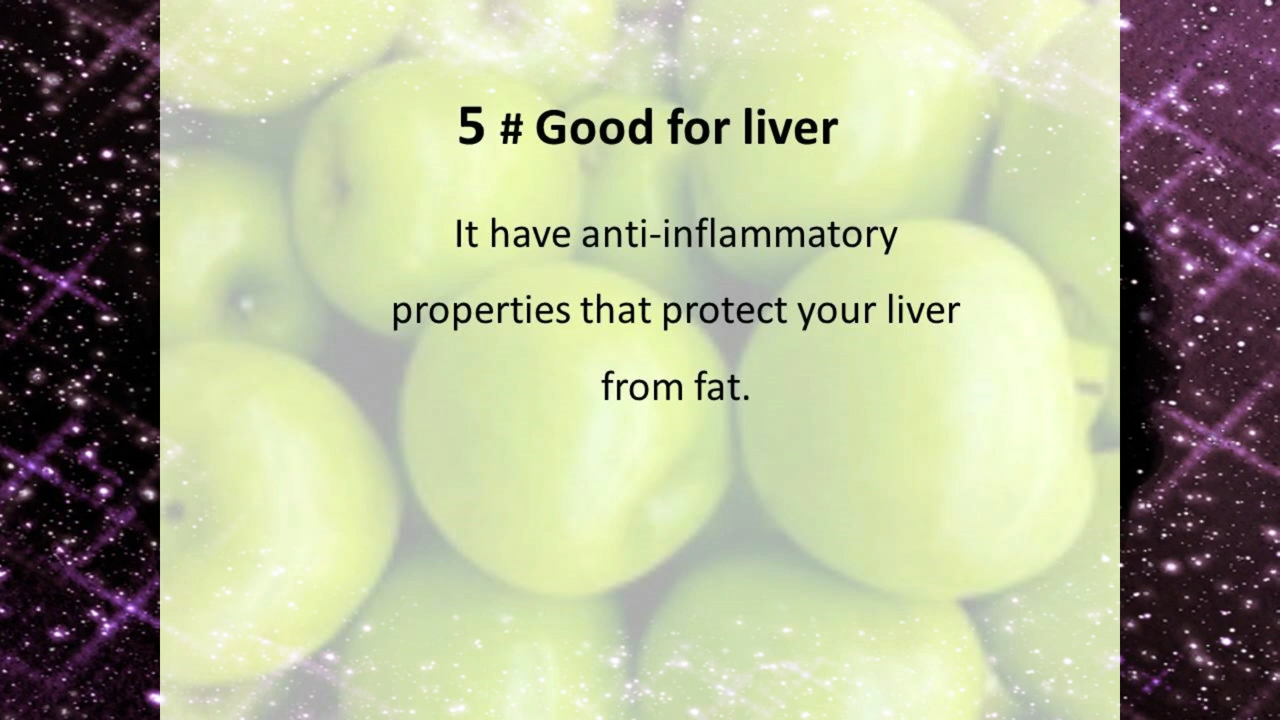 5 # Good for liver
It have anti-inflammatory
properties that protect your liver
from fat.